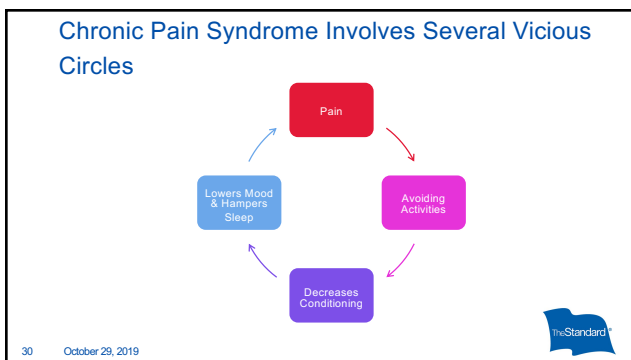 Chronic Pain Syndrome Involves Several Vicious
Circles
Pain
Avoiding
Activities
Decreases
Conditioning
Lowers Mood
& Hampers
Sleep
30 October 29, 2019
TheStandard®